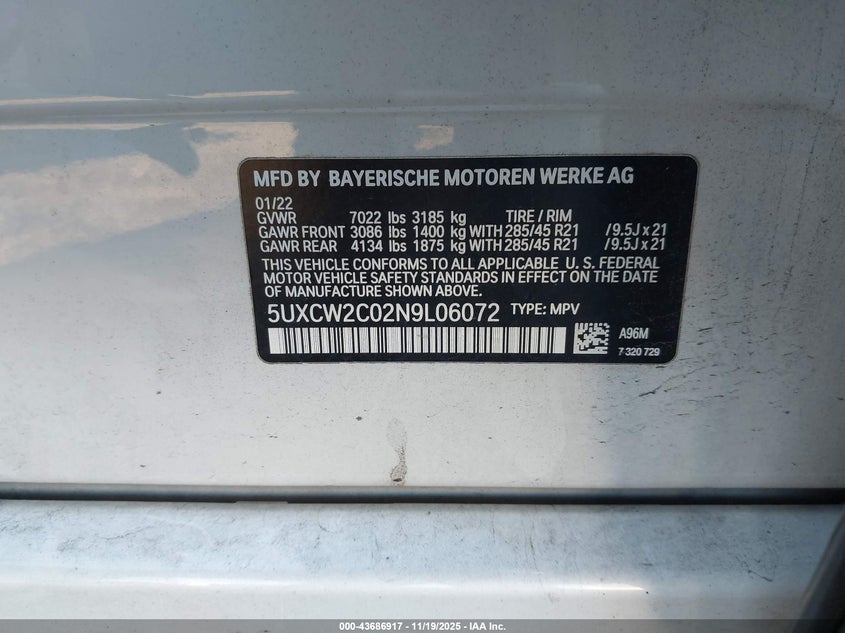 MFD BY BAYERISCHE MOTOREN WERKE AG
01/22
GVWR 7022 lbs 3185 kg TIRE / RIM
GAWR FRONT 3086 lbs 1400 kg WITH 285/45 R21 /9.5J x 21
GAWR REAR 4134 lbs 1875 kg WITH 285/45 R21 /9.5J x 21
THIS VEHICLE CONFORMS TO ALL APPLICABLE U. S. FEDERAL
MOTOR VEHICLE SAFETY STANDARDS IN EFFECT ON THE DATE
OF MANUFACTURE SHOWN ABOVE.
5UXCW2C02N9L06072 TYPE: MPV
A96M
7 320 729
000-43686917 - 11/19/2025 - IAA Inc.